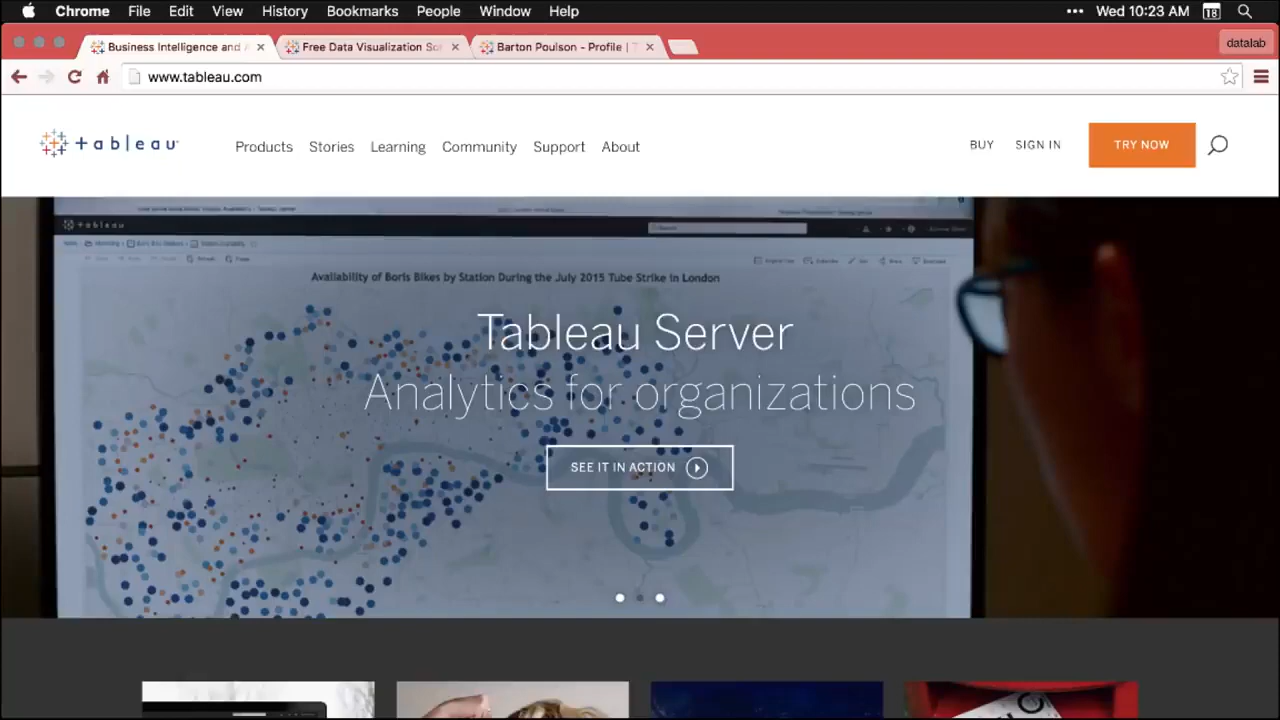 Chrome File Edit View History Bookmarks People Window Help ••• Wed 10:23 AM 18
Business Intelligence and Free Data Visualization Barton Poulson - Profile | datalab
www.tableau.com
tableau Products Stories Learning Community Support About BUY SIGN IN TRY NOW
tableau
Availability of Boris Bikes by Station During the July 2015 Tube Strike in London
Tableau Server
Analytics for organizations
SEE IT IN ACTION